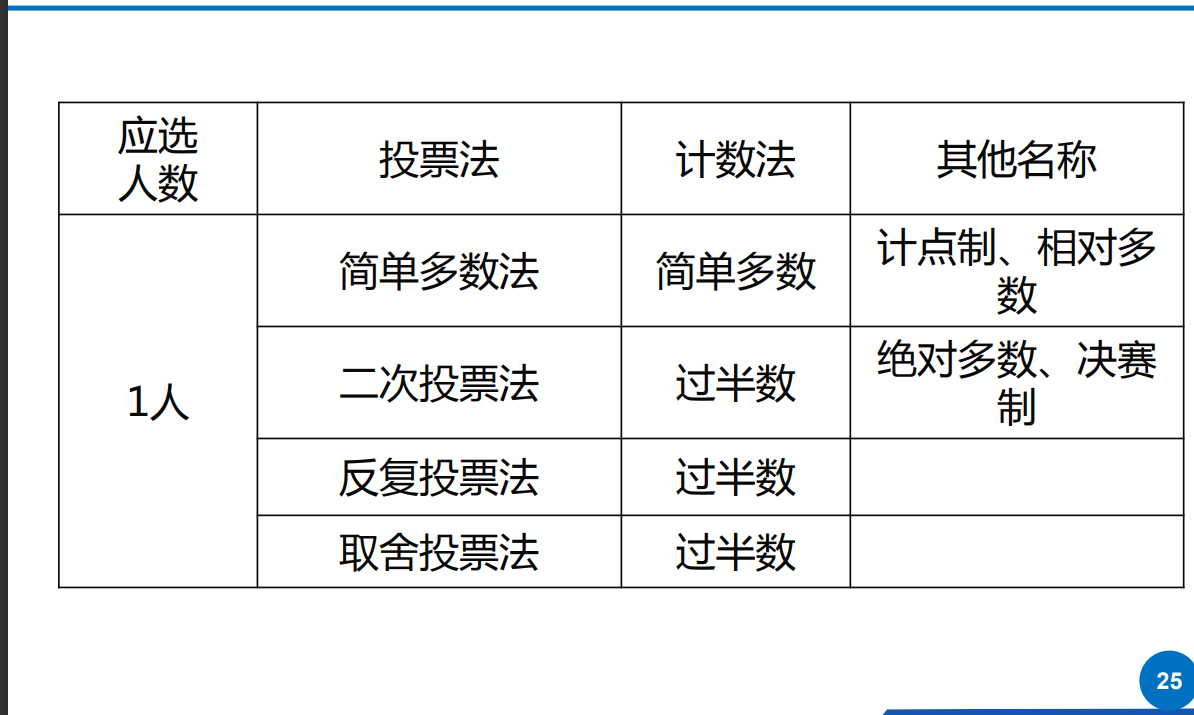 应选
人数
投票法
计数法
其他名称
1人
简单多数法
简单多数
计点制、相对多
数
二次投票法
过半数
绝对多数、决赛
制
反复投票法
过半数
取舍投票法
过半数
25